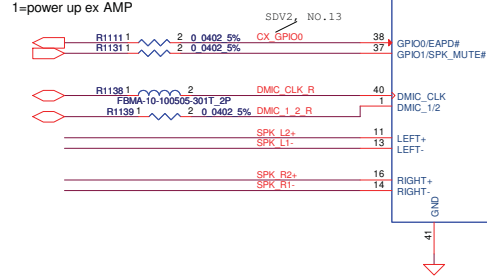 1=power up ex AMP
SDV2, NO.13
R1111 1 2 0_0402_5% CX_GPIO0 38 GPIO0/EAPD#
R1131 1 2 0_0402_5% 37 GPIO1/SPK_MUTE#
R1138 1 2 DMIC_CLK_R 40 DMIC_CLK
FBMA-10-100505-301T_2P
R1139 1 2 0_0402_5% DMIC_1_2_R 1 DMIC_1/2
SPK_L2+ 11 LEFT+
SPK_L1- 13 LEFT-
SPK_R2+ 16 RIGHT+
SPK_R1- 14 RIGHT-
GND
41